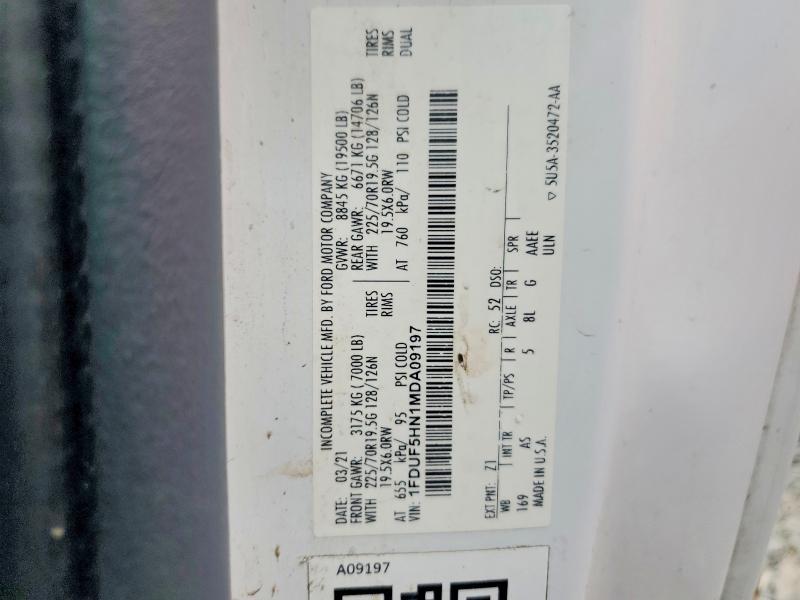 INCOMPLETE VEHICLE MFD. BY FORD MOTOR COMPANY
DATE: 03/21 GVWR: 8845 KG (19500 LB)
FRONT GAWR: 3175 KG (7000 LB) REAR GAWR: 6671 KG (14706 LB)
WITH 225/70R19.5G 128/126N TIRES WITH 225/70R19.5G 128/126N TIRES
19.5X6.0RW RIMS 19.5X6.0RW RIMS
AT 655 kPa/ 95 PSI COLD AT 760 kPa/ 110 PSI COLD DUAL
VIN: 1FDUF5HN1MDA09197
EXT PNT: Z1 RC: 52 DSO:
WB INT TR TP/PS R AXLE TR SPR
169 AS 5 8L G AAEE
MADE IN U.S.A. ULN
▽ 5U5A-3520472-AA
A09197